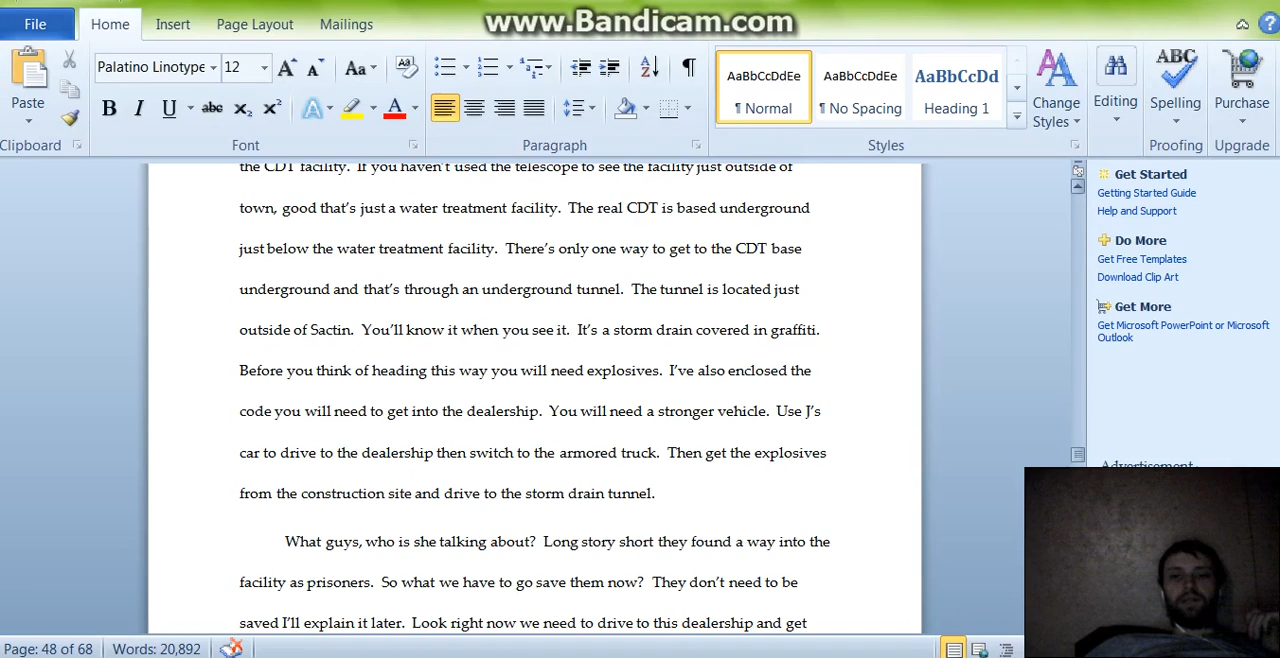 www.Bandicam.com
File Home Insert Page Layout Mailings
Palatino Linotype 12 A A Aa AaBbCcDdEe AaBbCcDdEe AaBbCcDd ABC
Paste B I U abc X₂ X² A A ¶ ¶ Normal ¶ No Spacing Heading 1 Change Styles Editing Spelling Purchase
Clipboard Font Paragraph Styles Proofing Upgrade
the CDT facility. If you haven't used the telescope to see the facility just outside of
town, good that's just a water treatment facility. The real CDT is based underground
just below the water treatment facility. There's only one way to get to the CDT base
underground and that's through an underground tunnel. The tunnel is located just
outside of Sactin. You'll know it when you see it. It's a storm drain covered in graffiti.
Before you think of heading this way you will need explosives. I've also enclosed the
code you will need to get into the dealership. You will need a stronger vehicle. Use J's
car to drive to the dealership then switch to the armored truck. Then get the explosives
from the construction site and drive to the storm drain tunnel.
What guys, who is she talking about? Long story short they found a way into the
facility as prisoners. So what we have to go save them now? They don't need to be
saved I'll explain it later. Look right now we need to drive to this dealership and get
Get Started
Getting Started Guide
Help and Support
Do More
Get Free Templates
Download Clip Art
Get More
Get Microsoft PowerPoint or Microsoft
Outlook
Advertisement
Page: 48 of 68 Words: 20,892